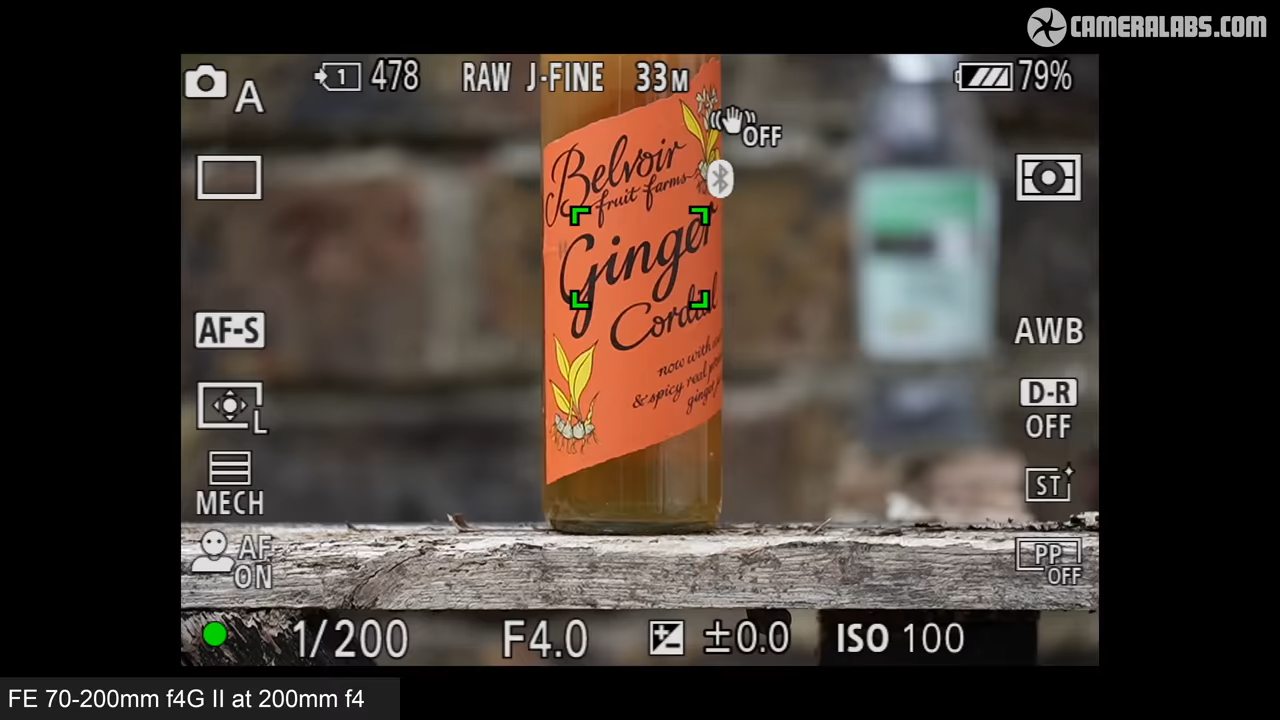 CAMERALABS.COM
A
1 478 RAW J-FINE 33M 79%
OFF
Belvoir
fruit farms
Ginger
Cordial
now with
& spicy real
ginger
AF-S
AWB
L
D-R
OFF
MECH
ST
AF
ON
PP
OFF
1/200 F4.0 ±0.0 ISO 100
FE 70-200mm f4G II at 200mm f4